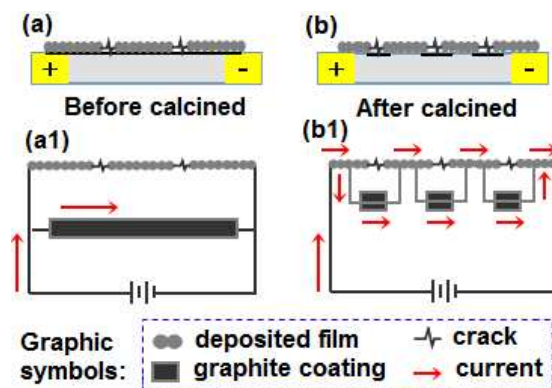 (a)
(b)
+ -
+ -
Before calcined
After calcined
(a1)
(b1)
Graphic symbols:
deposited film
crack
graphite coating
current